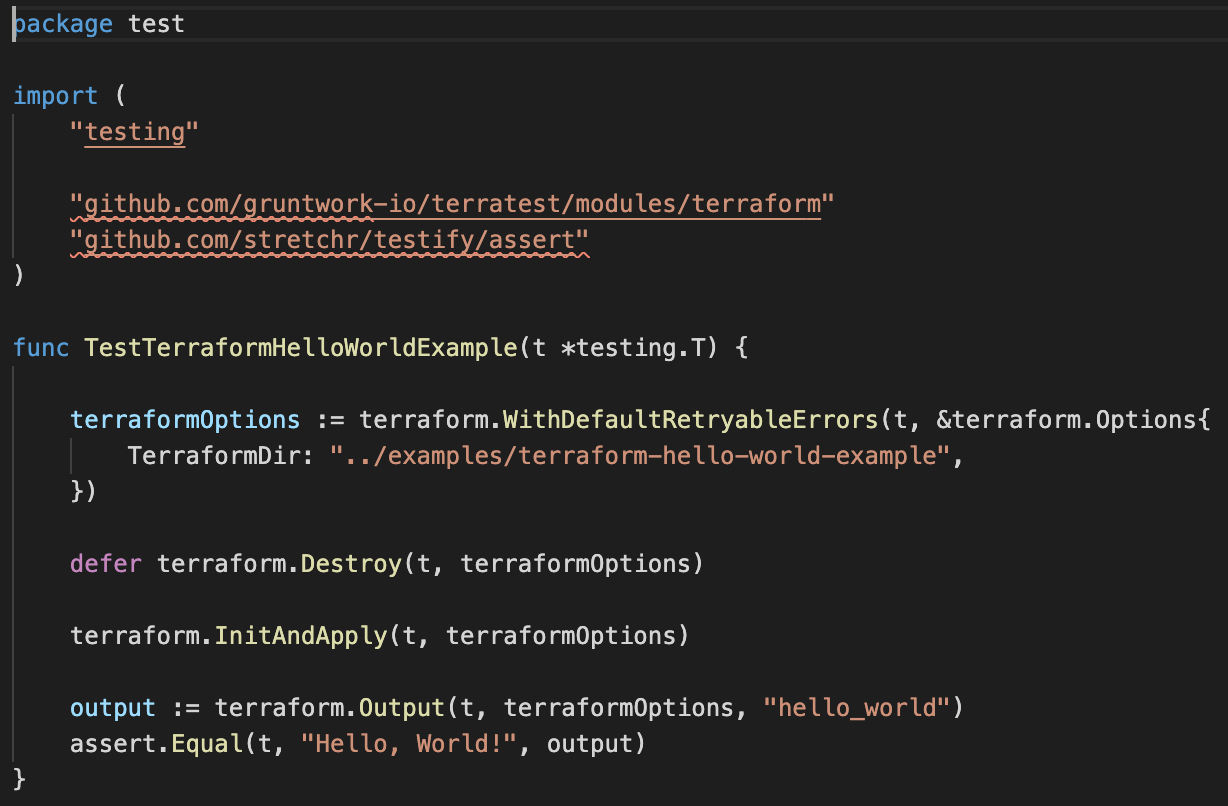 package test
import (
"testing"
"github.com/gruntwork-io/terratest/modules/terraform"
"github.com/stretchr/testify/assert"
)
func TestTerraformHelloWorldExample(t *testing.T) {
terraformOptions := terraform.WithDefaultRetryableErrors(t, &terraform.Options{
TerraformDir: "../examples/terraform-hello-world-example",
})
defer terraform.Destroy(t, terraformOptions)
terraform.InitAndApply(t, terraformOptions)
output := terraform.Output(t, terraformOptions, "hello_world")
assert.Equal(t, "Hello, World!", output)
}